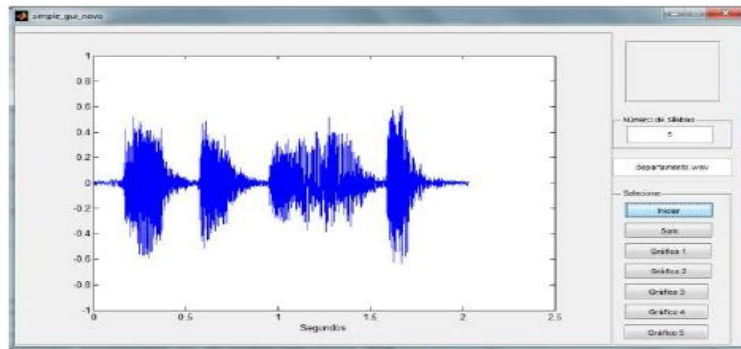 simple_gui_novo
1
0.8
0.6
0.4
0.2
0
-0.2
-0.4
-0.6
-0.8
-1
0
0.5
1
1.5
2
2.5
Segundos
Número de Sílabas
5
departamento.wav
Selecione
Iniciar
Som
Gráfico 1
Gráfico 2
Gráfico 3
Gráfico 4
Gráfico 5